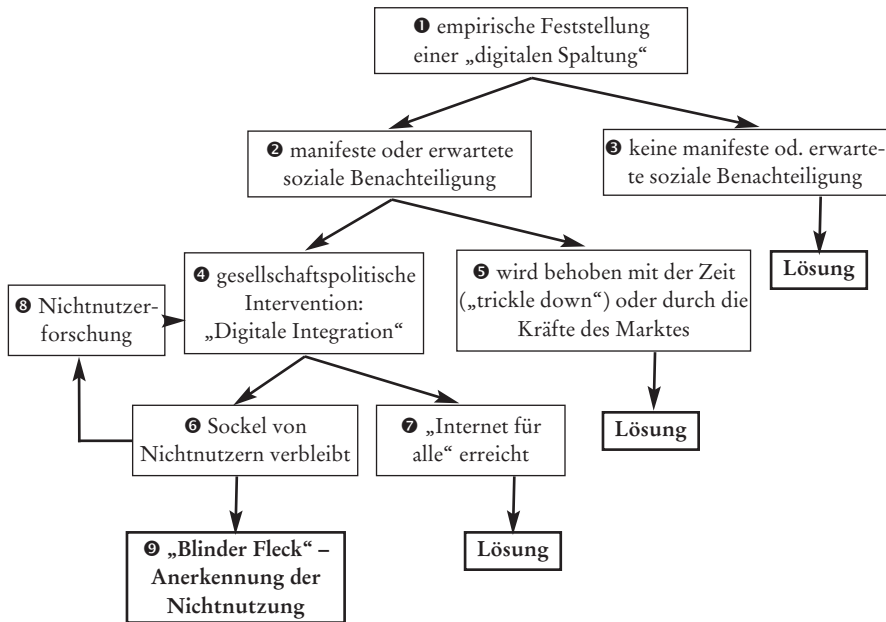 ❶ empirische Feststellung
einer „digitalen Spaltung“
❷ manifeste oder erwartete
soziale Benachteiligung
❸ keine manifeste od. erwarte-
te soziale Benachteiligung
❹ gesellschaftspolitische
Intervention:
„Digitale Integration“
❺ wird behoben mit der Zeit
(„trickle down“) oder durch die
Kräfte des Marktes
Lösung
❽ Nichtnutzer-
forschung
❻ Sockel von
Nichtnutzern verbleibt
❼ „Internet für
alle“ erreicht
Lösung
❾ „Blinder Fleck“ –
Anerkennung der
Nichtnutzung
Lösung